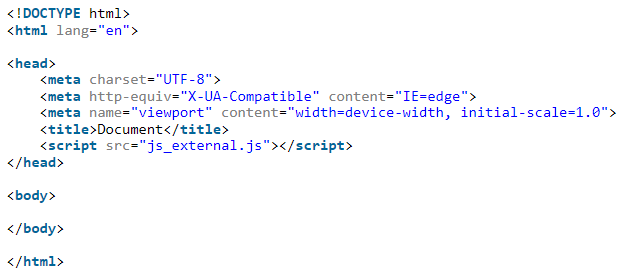 <!DOCTYPE html>
<html lang="en">

<head>
    <meta charset="UTF-8">
    <meta http-equiv="X-UA-Compatible" content="IE=edge">
    <meta name="viewport" content="width=device-width, initial-scale=1.0">
    <title>Document</title>
    <script src="js_external.js"></script>
</head>

<body>

</body>

</html>